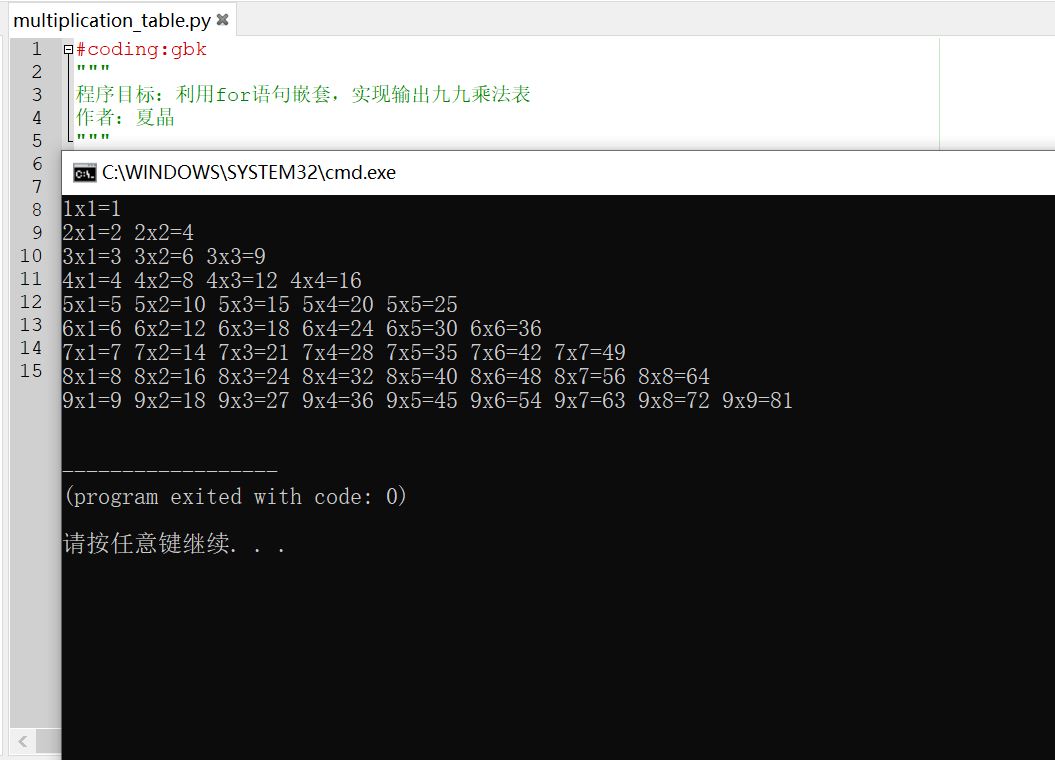 multiplication_table.py
1 #coding:gbk
2 """
3 程序目标：利用for语句嵌套，实现输出九九乘法表
4 作者：夏晶
5 """
6
7
8
9
10
11
12
13
14
15
C:\WINDOWS\SYSTEM32\cmd.exe
1x1=1
2x1=2 2x2=4
3x1=3 3x2=6 3x3=9
4x1=4 4x2=8 4x3=12 4x4=16
5x1=5 5x2=10 5x3=15 5x4=20 5x5=25
6x1=6 6x2=12 6x3=18 6x4=24 6x5=30 6x6=36
7x1=7 7x2=14 7x3=21 7x4=28 7x5=35 7x6=42 7x7=49
8x1=8 8x2=16 8x3=24 8x4=32 8x5=40 8x6=48 8x7=56 8x8=64
9x1=9 9x2=18 9x3=27 9x4=36 9x5=45 9x6=54 9x7=63 9x8=72 9x9=81
------------------
(program exited with code: 0)
请按任意键继续. . .